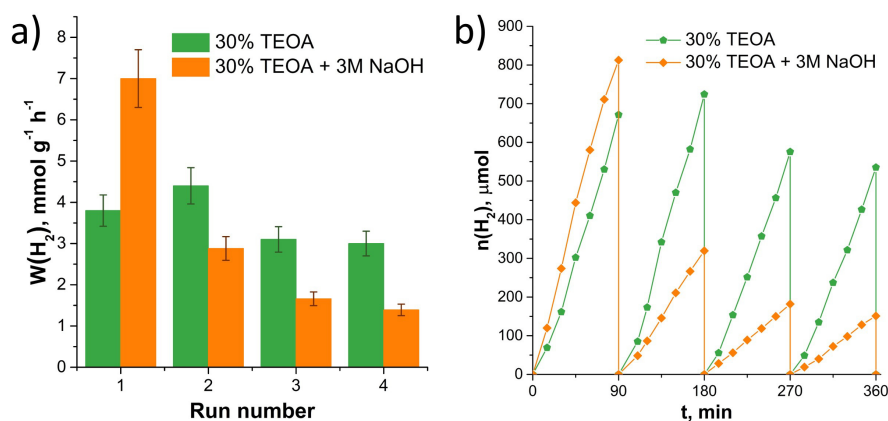 a)
30% TEOA
30% TEOA + 3M NaOH
W(H₂), mmol g⁻¹ h⁻¹
8
7
6
5
4
3
2
1
0
1 2 3 4
Run number
b)
30% TEOA
30% TEOA + 3M NaOH
n(H₂), μmol
900
800
700
600
500
400
300
200
100
0
0 90 180 270 360
t, min